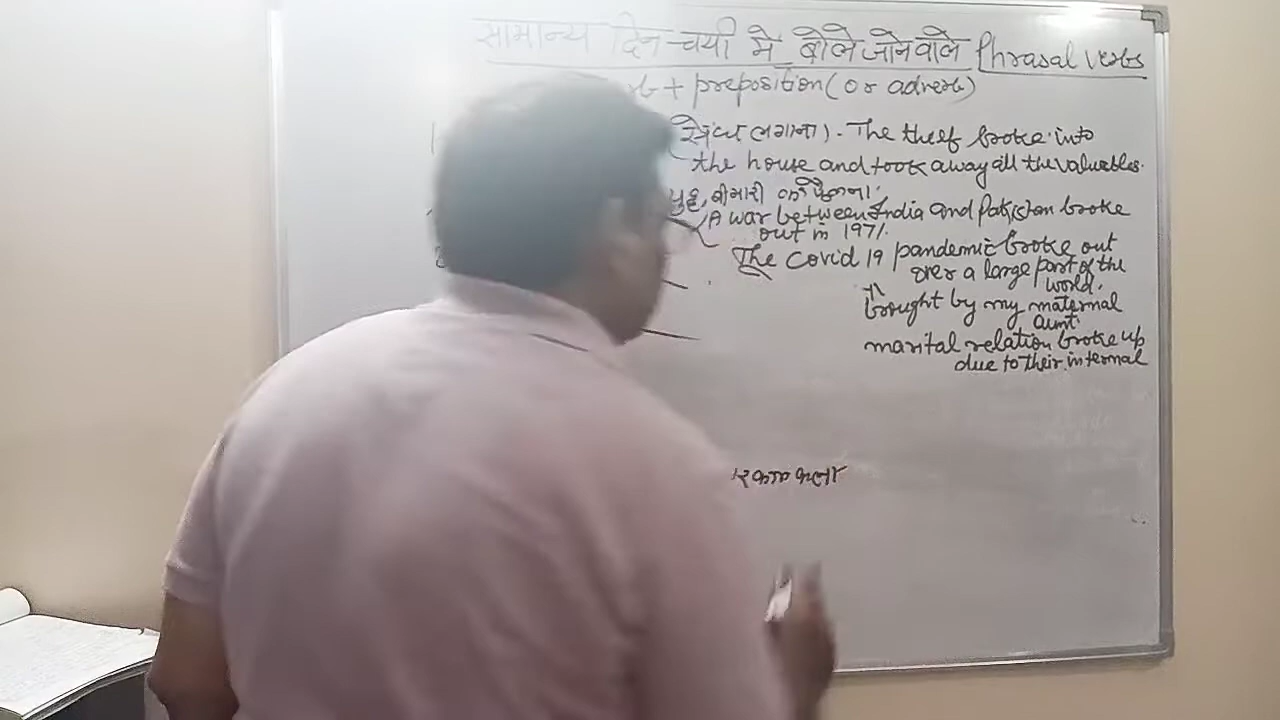 सामान्य दिन-चर्या में बोले जानेवाले Phrasal verbs
+ preposition (or adverb)
लगाना). The theef broke into
the house and took away all the valuables.
बीमारी का फैलना.
A war between India and Pakistan broke
out in 1971.
The Covid 19 pandemic broke out
over a large part of the
world.
brought by my maternal
aunt.
marital relation broke up
due to their internal